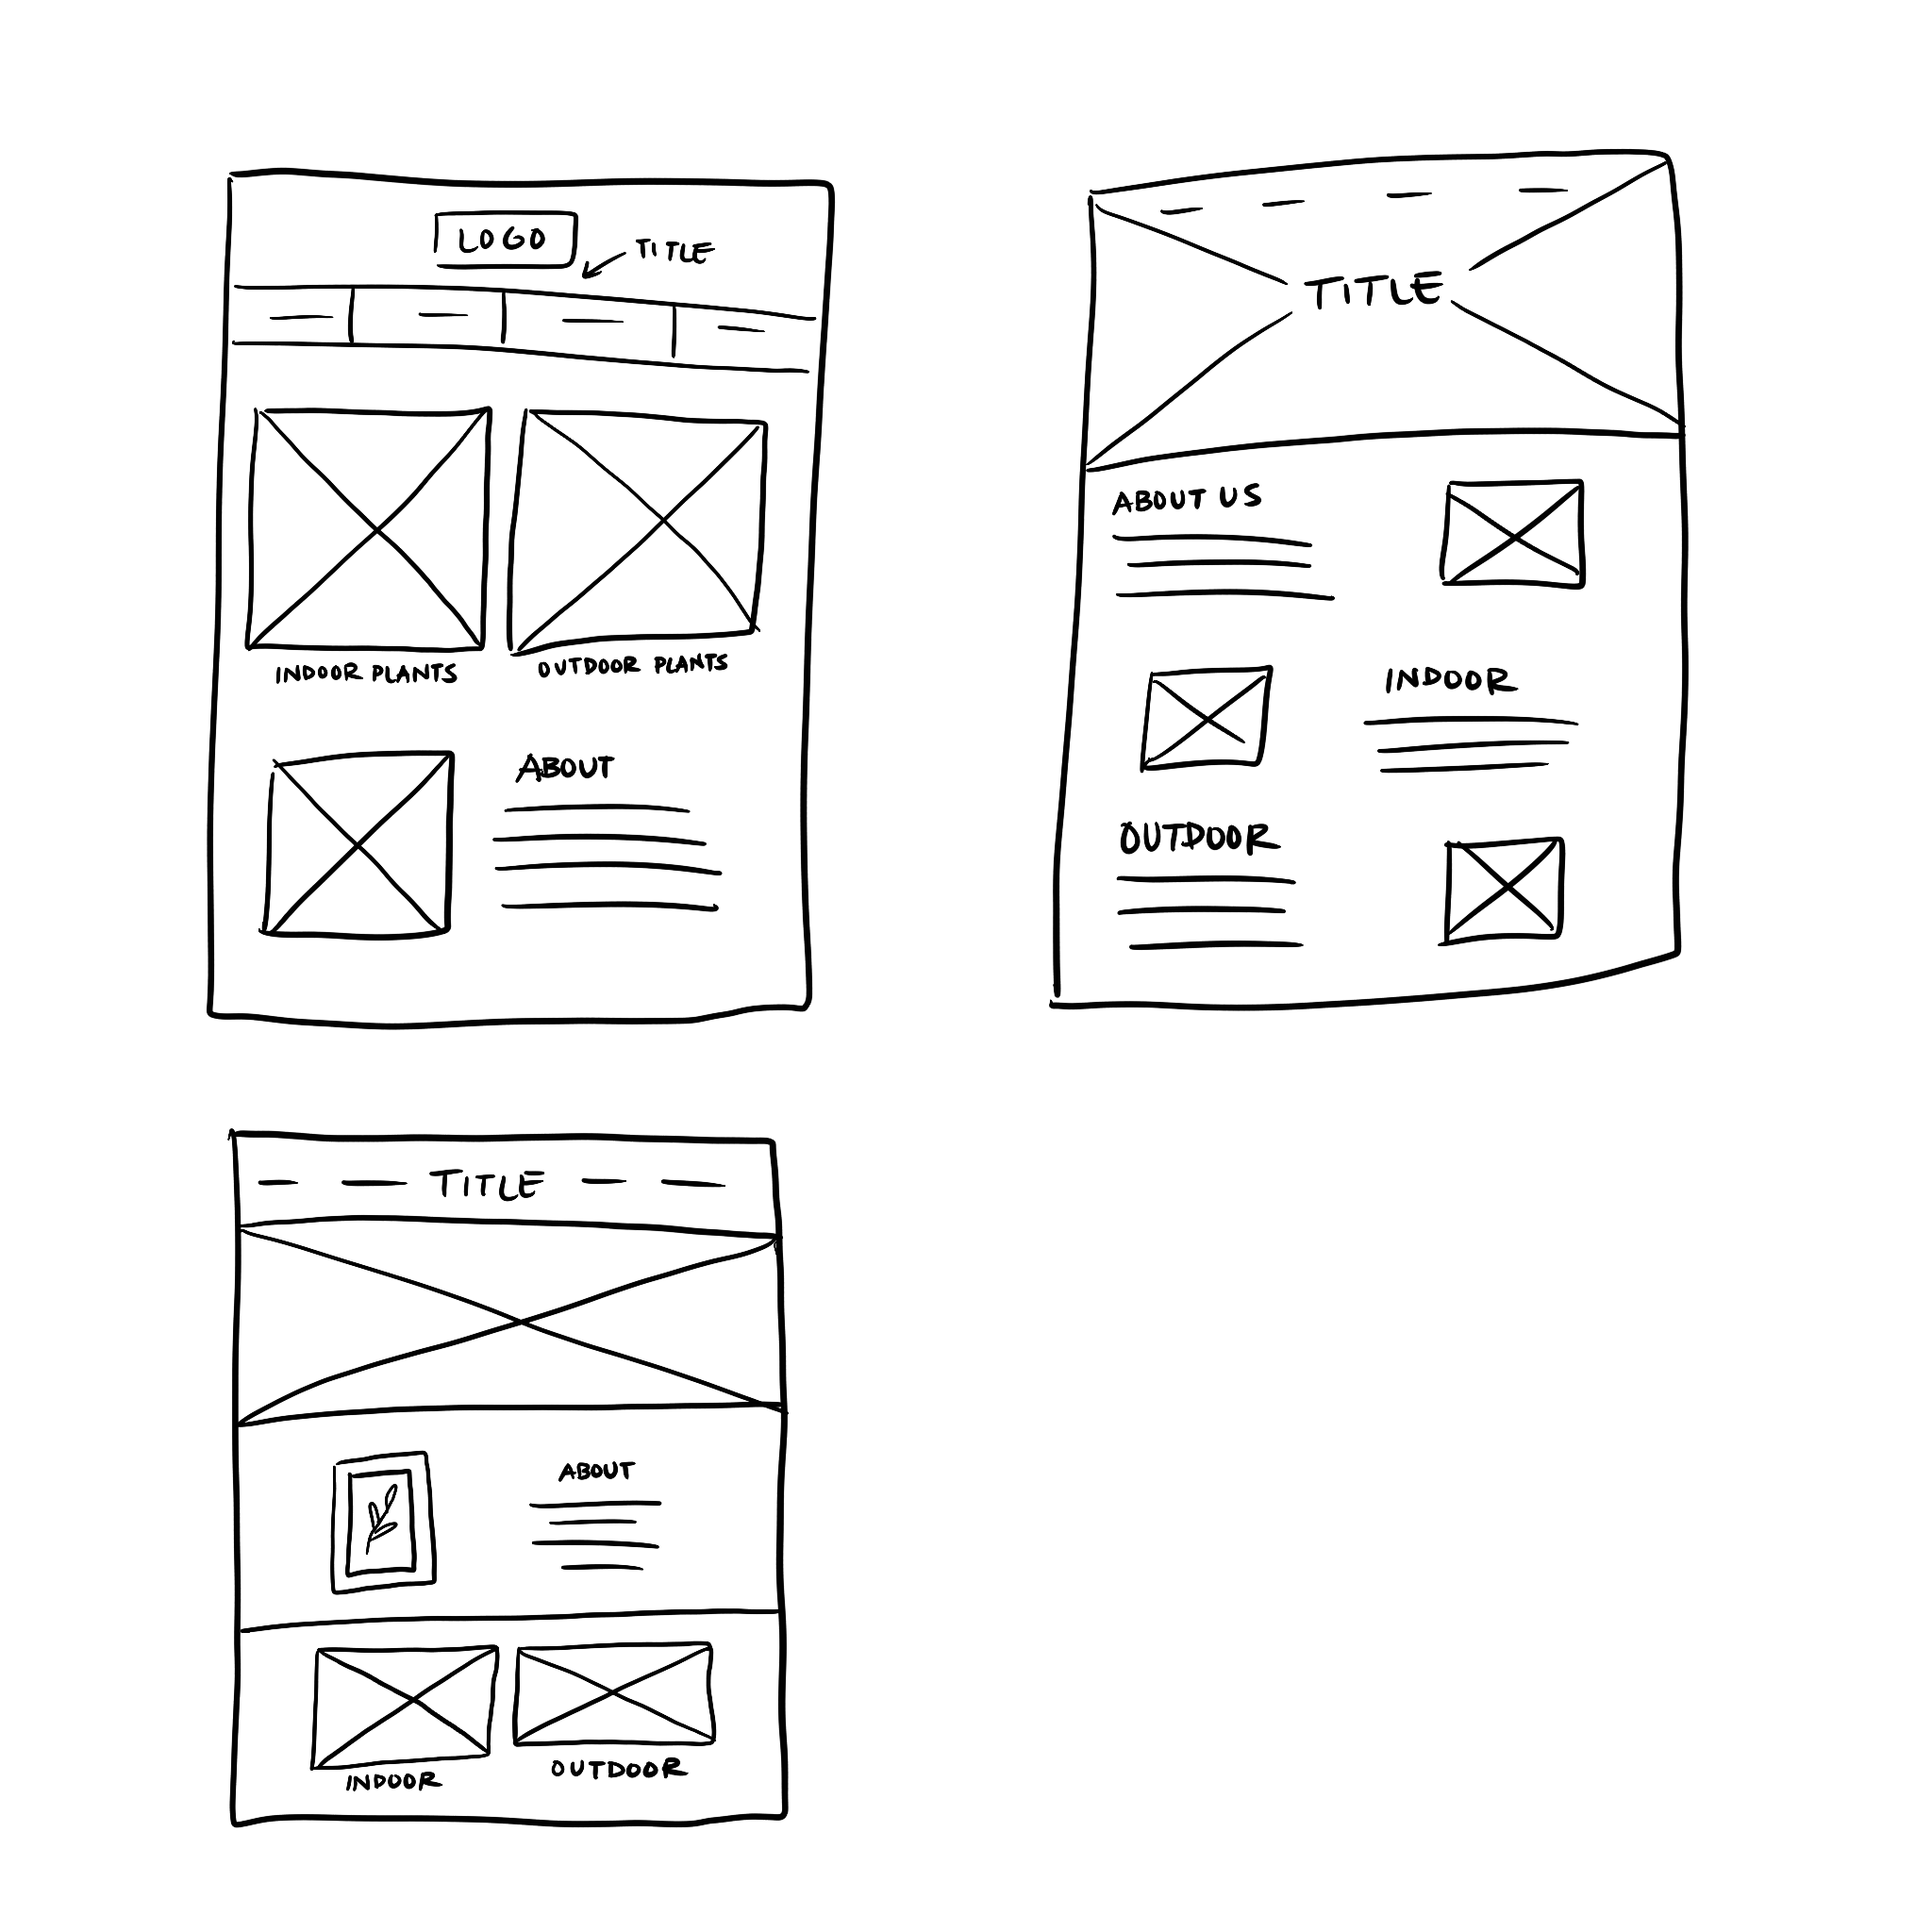 LOGO
TITLE
INDOOR PLANTS
OUTDOOR PLANTS
ABOUT
TITLE
ABOUT US
INDOOR
OUTDOOR
TITLE
ABOUT
INDOOR
OUTDOOR